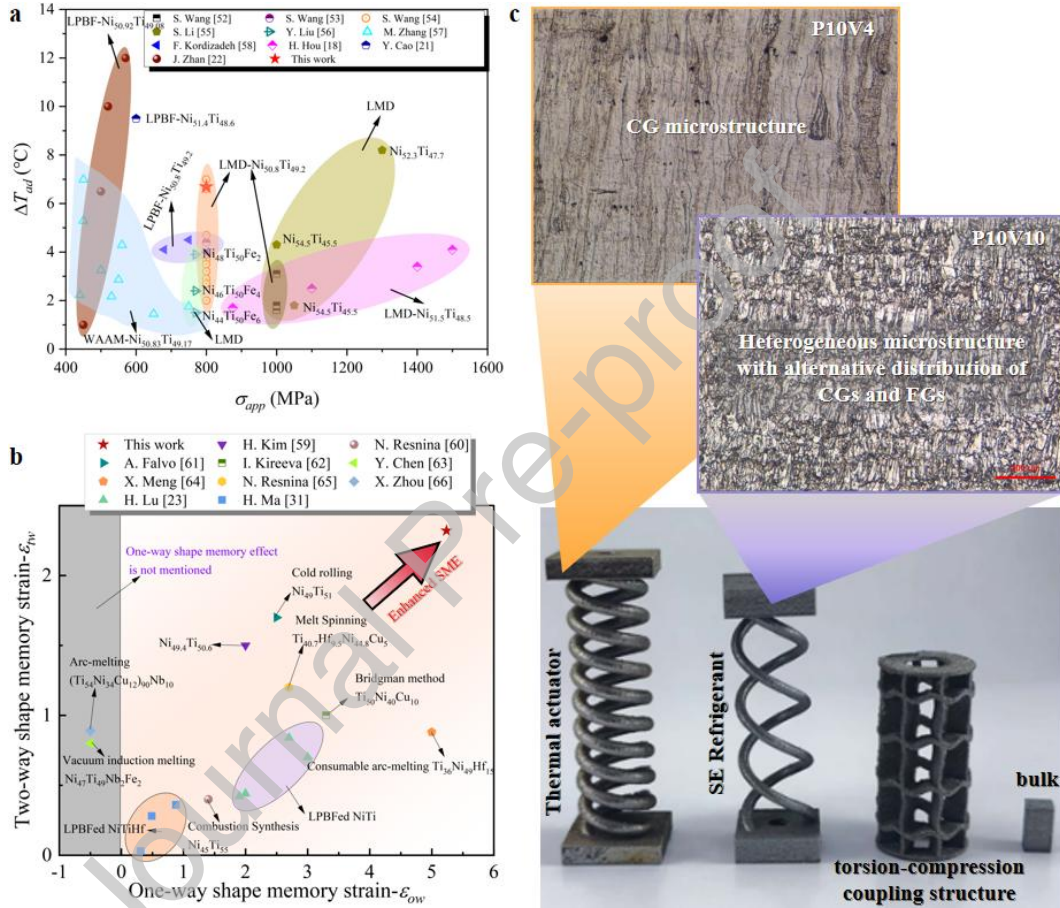 a
LPBF-Ni50.92Ti49.08
S. Wang [52]
S. Wang [53]
S. Wang [54]
S. Li [55]
Y. Liu [56]
M. Zhang [57]
F. Kordizadeh [58]
H. Hou [18]
Y. Cao [21]
J. Zhan [22]
This work
14
12
10
8
6
4
2
0
ΔTad (°C)
LPBF-Ni51.4Ti48.6
LMD
Ni52.3Ti47.7
LPBF-Ni50.8Ti49.2
LMD-Ni50.8Ti49.2
Ni54.5Ti45.5
Ni48Ti50Fe2
Ni46Ti50Fe4
Ni44Ti50Fe6
Ni54.5Ti45.5
WAAM-Ni50.83Ti49.17
LMD
LMD-Ni51.5Ti48.5
400 600 800 1000 1200 1400 1600
σapp (MPa)
b
This work
H. Kim [59]
N. Resnina [60]
A. Falvo [61]
I. Kireeva [62]
Y. Chen [63]
X. Meng [64]
N. Resnina [65]
X. Zhou [66]
H. Lu [23]
H. Ma [31]
2
1
0
Two-way shape memory strain-εtw
One-way shape memory effect
is not mentioned
Enhanced SME
Cold rolling
Ni49Ti51
Melt Spinning
Ti40.7Hf9.5Ni44.8Cu5
Ni49.4Ti50.6
Bridgman method
Ti50Ni40Cu10
Arc-melting
(Ti54Ni34Cu12)90Nb10
Vacuum induction melting
Ni47Ti49Nb2Fe2
Consumable arc-melting Ti36Ni49Hf15
LPBFed NiTiHf
LPBFed NiTi
Combustion Synthesis
Ni45Ti55
-1 0 1 2 3 4 5 6
One-way shape memory strain-εow
c
P10V4
CG microstructure
P10V10
Heterogeneous microstructure
with alternative distribution of
CGs and FGs
Thermal actuator
SE Refrigerant
bulk
torsion-compression
coupling structure
Journal Pre-proof